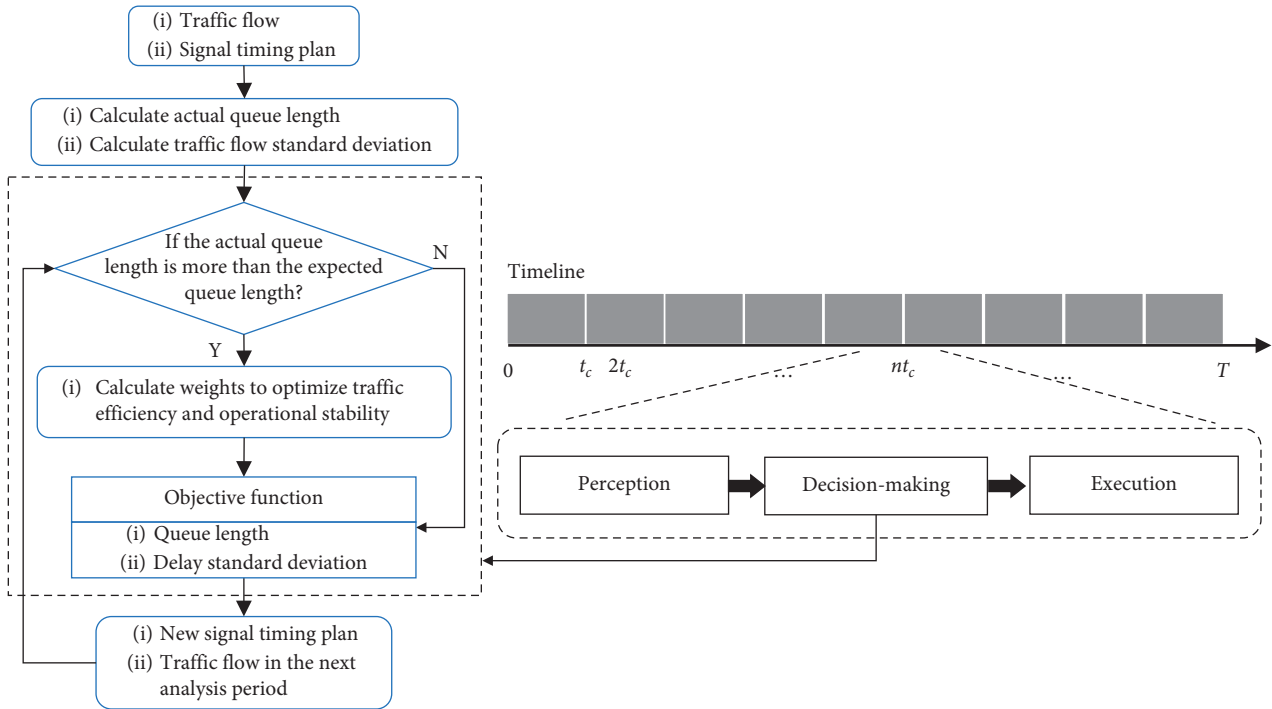 (i) Traffic flow
(ii) Signal timing plan
(i) Calculate actual queue length
(ii) Calculate traffic flow standard deviation
If the actual queue
length is more than the expected
queue length?
N
Y
(i) Calculate weights to optimize traffic
efficiency and operational stability
Objective function
(i) Queue length
(ii) Delay standard deviation
(i) New signal timing plan
(ii) Traffic flow in the next
analysis period
Timeline
0 t_c 2t_c ... nt_c ... T
Perception
Decision-making
Execution